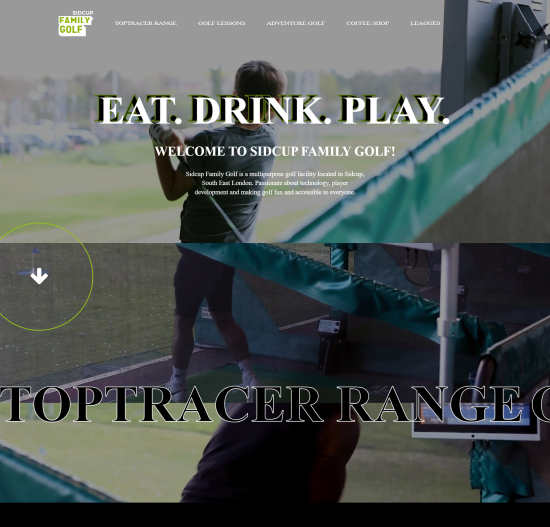 SIDCUP
FAMILY
GOLF
TOPTRACER RANGE
GOLF LESSONS
ADVENTURE GOLF
COFFEE SHOP
LEAGUES
EAT. DRINK. PLAY.
WELCOME TO SIDCUP FAMILY GOLF!
Sidcup Family Golf is a multipurpose golf facility located in Sidcup,
South East London. Passionate about technology, player
development and making golf fun and accessible to everyone.
TOPTRACER RANGE